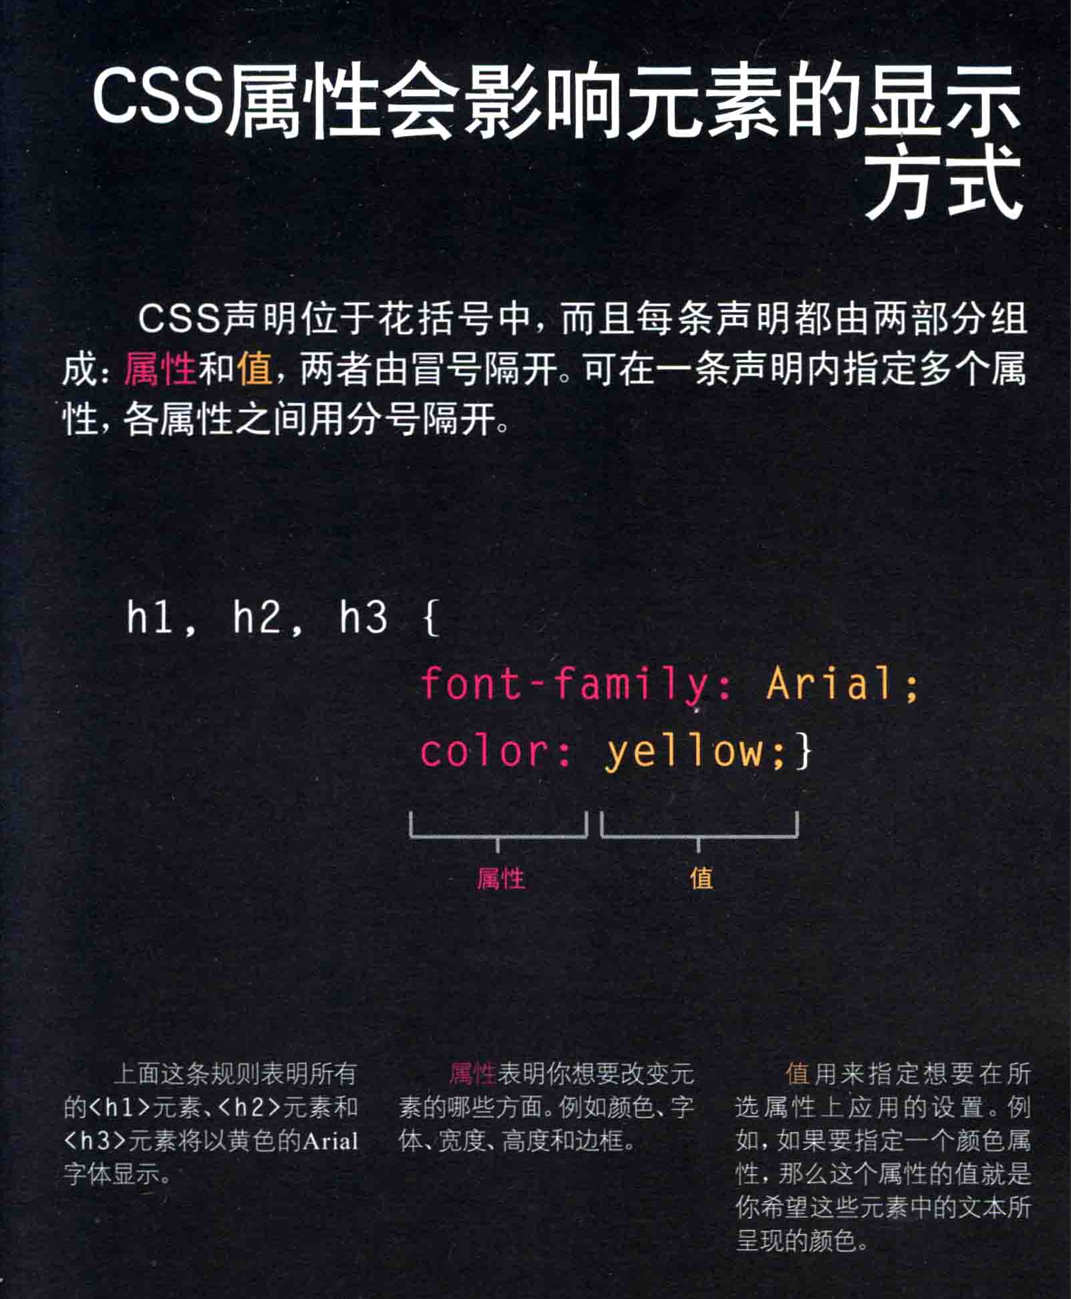 CSS属性会影响元素的显示
方式
CSS声明位于花括号中，而且每条声明都由两部分组
成：属性和值，两者由冒号隔开。可在一条声明内指定多个属
性，各属性之间用分号隔开。
h1, h2, h3 {
font-family: Arial;
color: yellow;}
属性 值
上面这条规则表明所有
的<h1>元素、<h2>元素和
<h3>元素将以黄色的Arial
字体显示。
属性表明你想要改变元
素的哪些方面。例如颜色、字
体、宽度、高度和边框。
值用来指定想要在所
选属性上应用的设置。例
如，如果要指定一个颜色属
性，那么这个属性的值就是
你希望这些元素中的文本所
呈现的颜色。